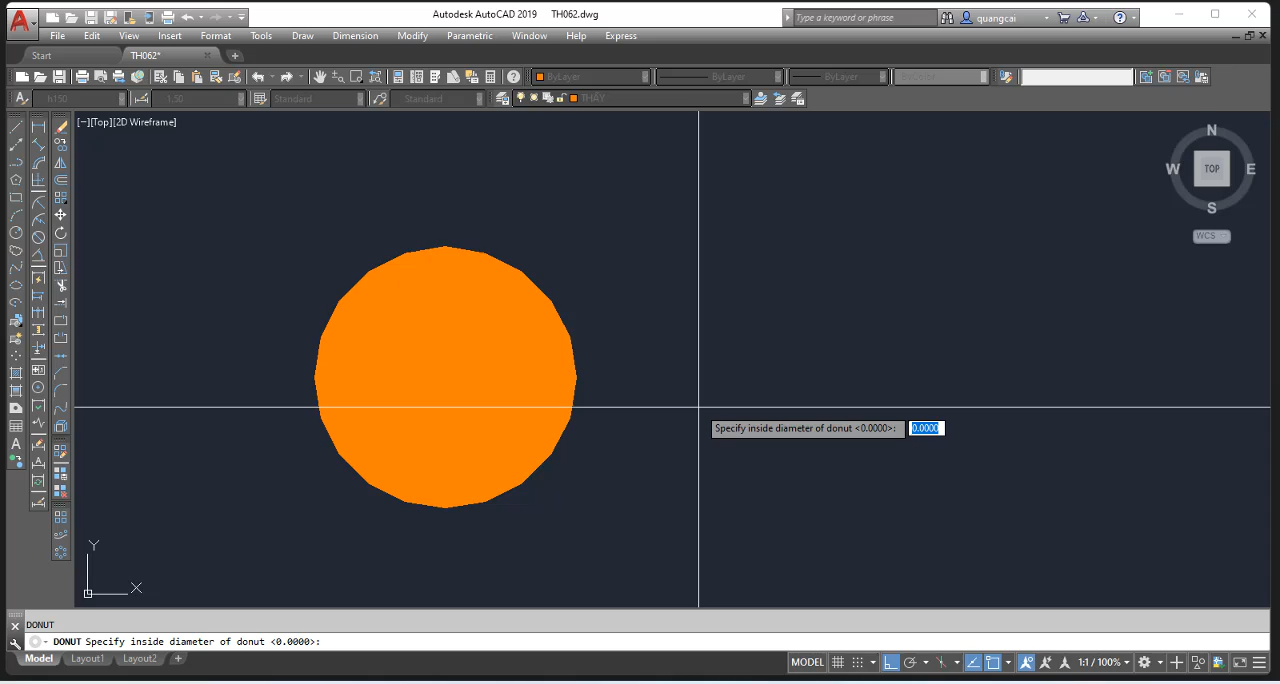 Autodesk AutoCAD 2019 TH062.dwg
Type a keyword or phrase
quangcai
File Edit View Insert Format Tools Draw Dimension Modify Parametric Window Help Express
Start TH062*
ByLayer ByLayer ByLayer ByColor
h150 1.50 Standard Standard THẤY
[−][Top][2D Wireframe]
N
W TOP E
S
WCS
Specify inside diameter of donut <0.0000>: 0.0000
Y
X
DONUT
DONUT Specify inside diameter of donut <0.0000>:
Model Layout1 Layout2 +
MODEL 1:1 / 100%